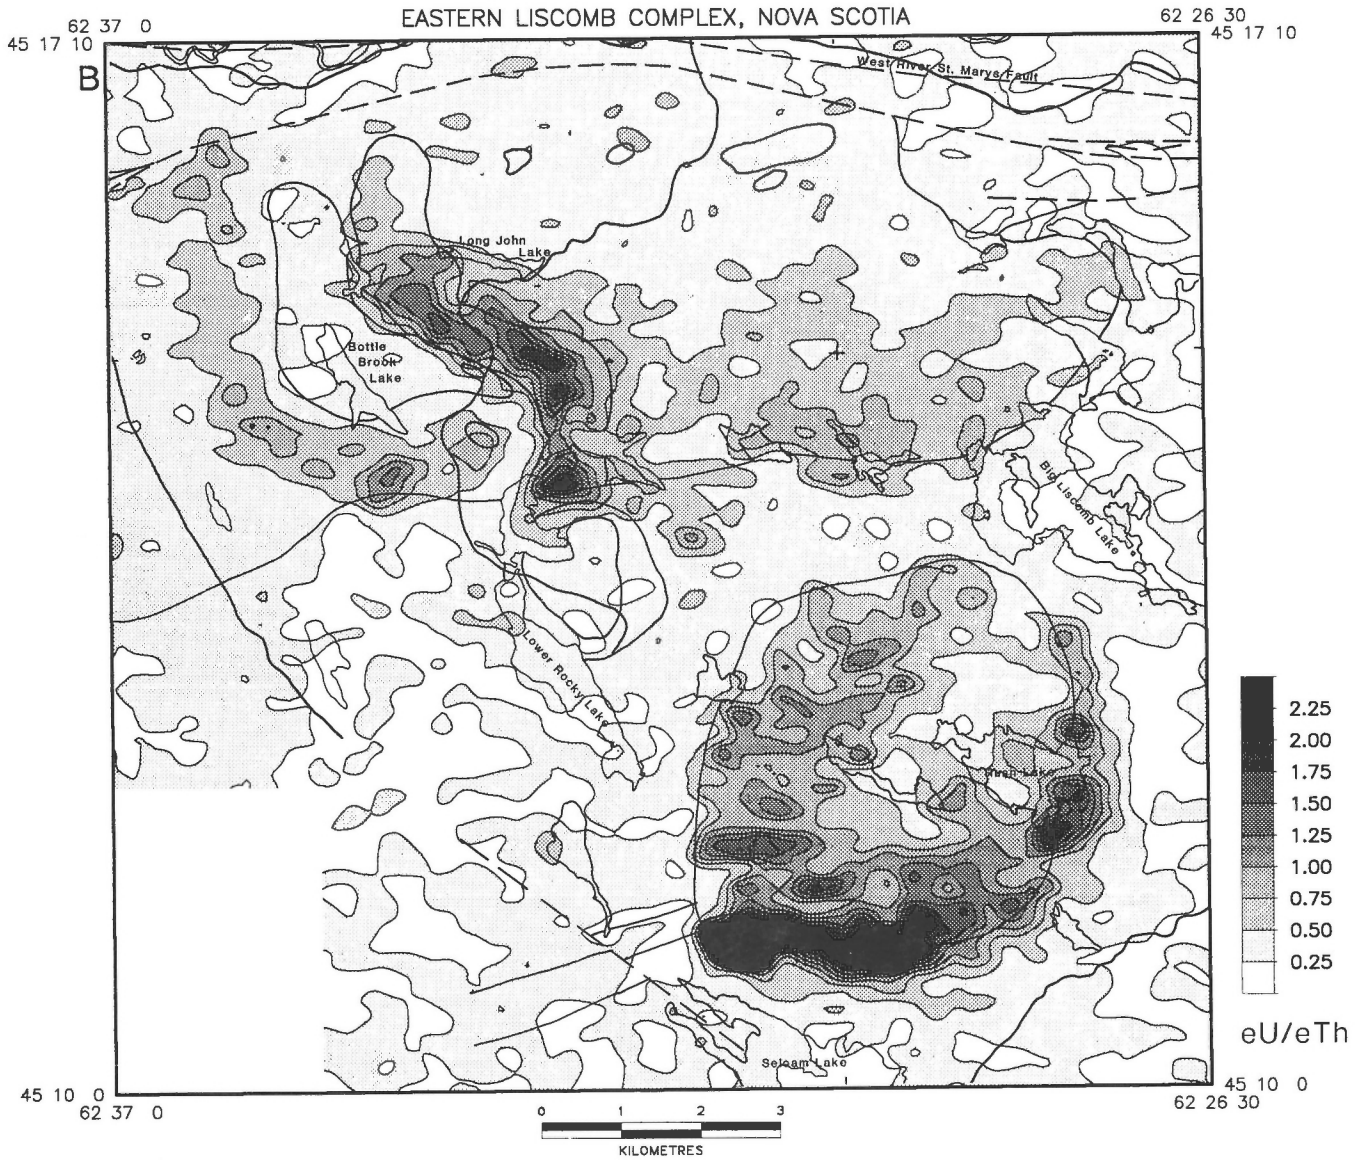 EASTERN LISCOMB COMPLEX, NOVA SCOTIA
62 37 0
62 26 30
45 17 10
45 17 10
B
West River St. Marys Fault
Long John
Lake
Bottle
Brook
Lake
Big Liscomb Lake
Lower Rocky Lake
Lake
Seloam Lake
2.25
2.00
1.75
1.50
1.25
1.00
0.75
0.50
0.25
eU/eTh
45 10 0
45 10 0
62 37 0
62 26 30
0 1 2 3
KILOMETRES